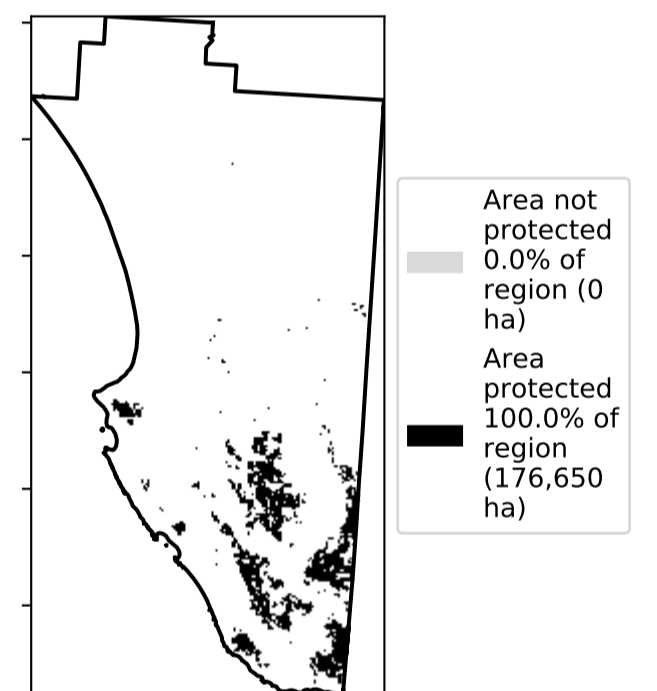 Area not
protected
0.0% of
region (0
ha)
Area
protected
100.0% of
region
(176,650
ha)